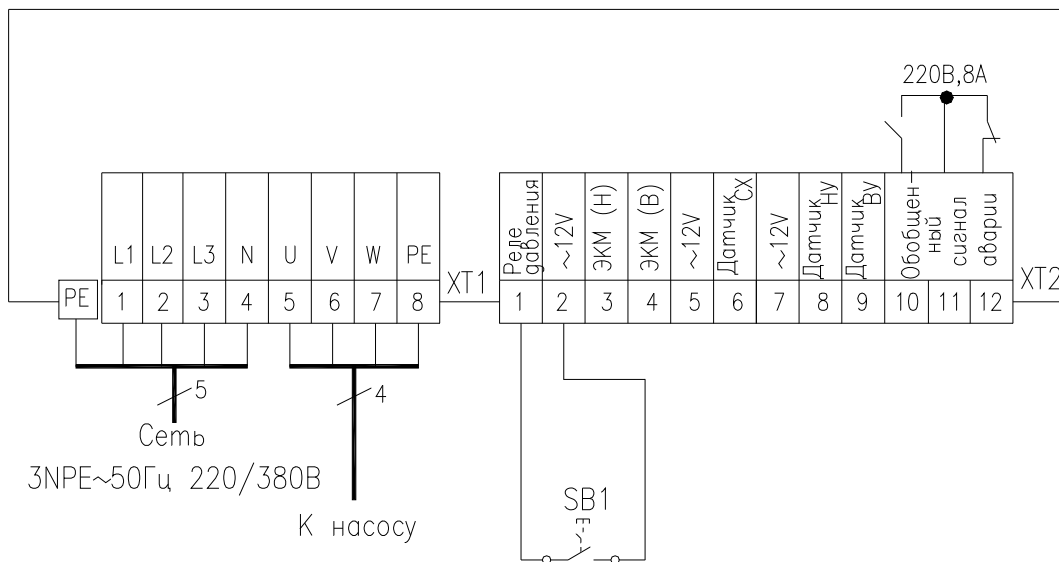 220В,8А
L1 L2 L3 N U V W PE
Реле
давления
~12V
ЭКМ (Н)
ЭКМ (В)
~12V
Датчик СХ
~12V
Датчик Ну
Датчик Ву
Обобщен-
ный
сигнал
аварии
PE 1 2 3 4 5 6 7 8 XT1
1 2 3 4 5 6 7 8 9 10 11 12 XT2
5
4
Сеть
3NPE~50Гц 220/380В
К насосу
SB1